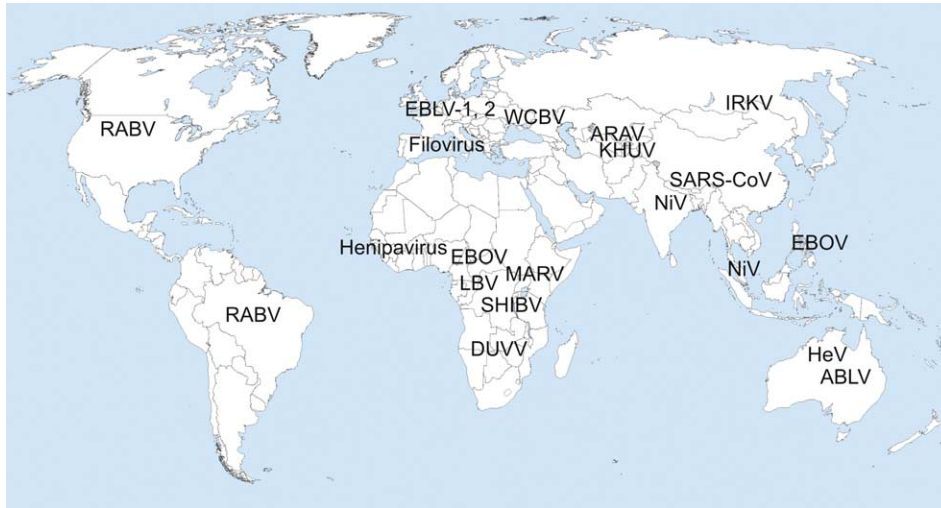 EBLV-1, 2
IRKV
WCBV
RABV
ARAV
Filovirus
KHUV
SARS-CoV
NiV
Henipavirus
EBOV
EBOV
MARV
NiV
LBV
SHIBV
RABV
DUVV
HeV
ABLV